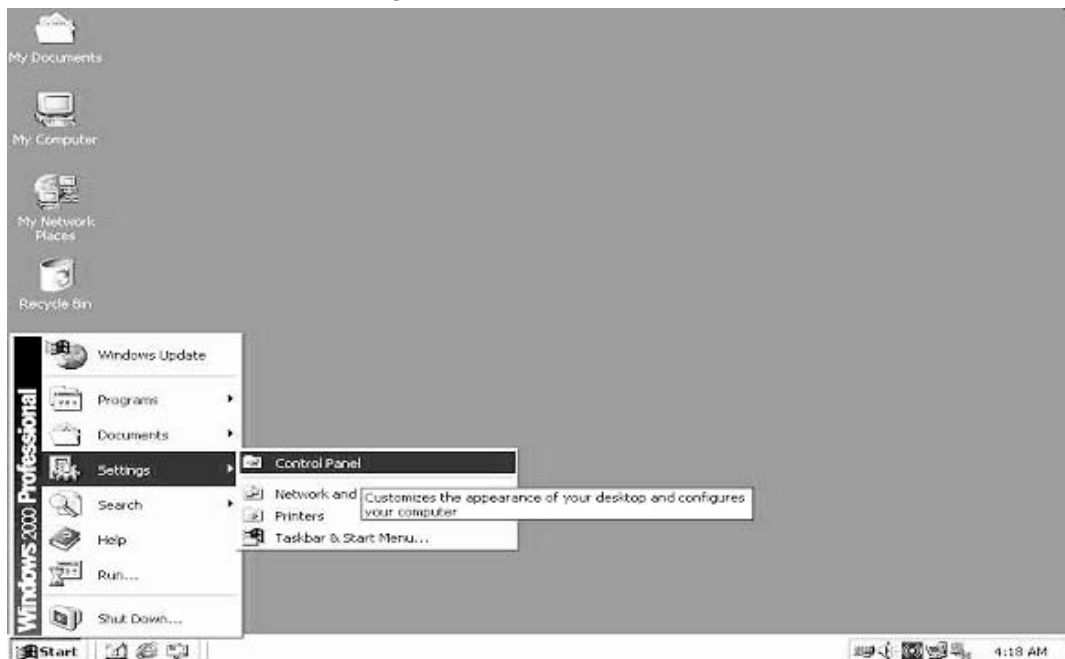 My Documents
My Computer
My Network
Places
Recycle Bin
Windows 2000 Professional
Windows Update
Programs
Documents
Settings
Search
Help
Run...
Shut Down...
Control Panel
Network and
Printers
Taskbar & Start Menu...
Customizes the appearance of your desktop and configures
your computer
Start
4:18 AM